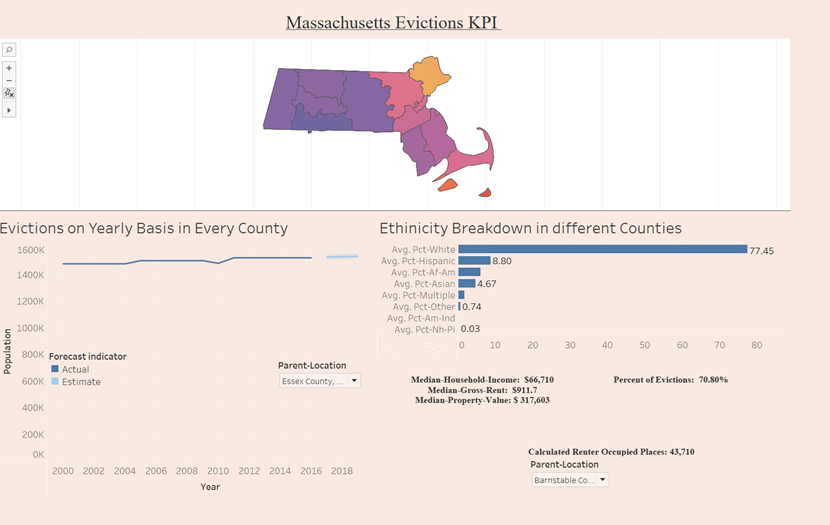 Massachusetts Evictions KPI
Evictions on Yearly Basis in Every County
1600K
1400K
1200K
1000K
800K
600K
400K
200K
0K
Population
Forecast indicator
Actual
Estimate
Parent-Location
Essex County, ...
2000 2002 2004 2006 2008 2010 2012 2014 2016 2018
Year
Ethinicity Breakdown in different Counties
Avg. Pct-White 77.45
Avg. Pct-Hispanic 8.80
Avg. Pct-Af-Am
Avg. Pct-Asian 4.67
Avg. Pct-Multiple
Avg. Pct-Other 0.74
Avg. Pct-Am-Ind
Avg. Pct-Nh-Pi 0.03
0 10 20 30 40 50 60 70 80
Median-Household-Income: $66,710
Median-Gross-Rent: $911.7
Median-Property-Value: $ 317,603
Percent of Evictions: 70.80%
Calculated Renter Occupied Places: 43,710
Parent-Location
Barnstable Co...